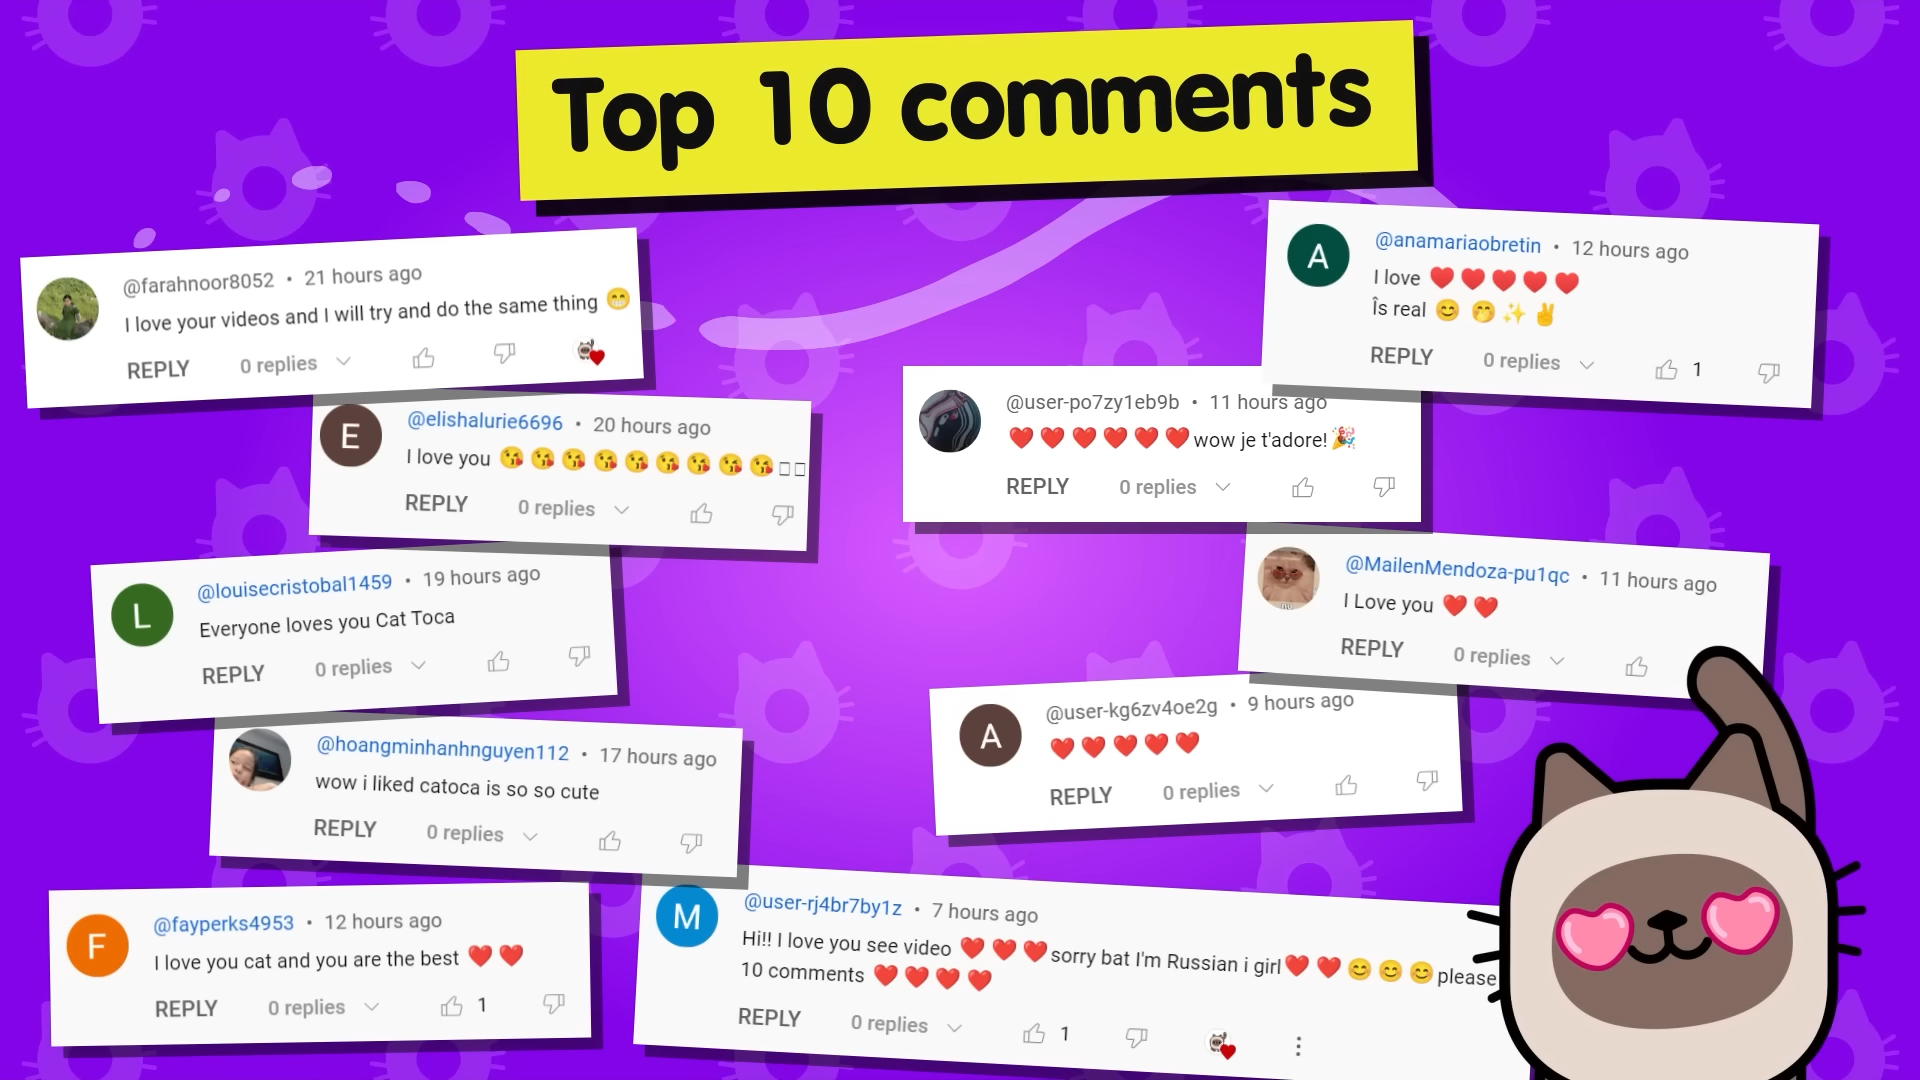 Top 10 comments
@farahnoor8052 • 21 hours ago
I love your videos and I will try and do the same thing 😁
REPLY 0 replies
@elishalurie6696 • 20 hours ago
I love you 😘😘😘😘😘😘😘😘😘
REPLY 0 replies
L
@louisecristobal1459 • 19 hours ago
Everyone loves you Cat Toca
REPLY 0 replies
E
@hoangminhanhnguyen112 • 17 hours ago
wow i liked catoca is so so cute
REPLY 0 replies
F
@fayperks4953 • 12 hours ago
I love you cat and you are the best ❤️❤️
REPLY 0 replies 1
A
@anamariaobretin • 12 hours ago
I love ♥️♥️♥️♥️♥️
Îs real 😊🤭✨✌️
REPLY 0 replies 1
@user-po7zy1eb9b • 11 hours ago
❤️❤️❤️❤️❤️❤️wow je t'adore!🎉
REPLY 0 replies
@MailenMendoza-pu1qc • 11 hours ago
I Love you ❤️❤️
REPLY 0 replies
A
@user-kg6zv4oe2g • 9 hours ago
❤️❤️❤️❤️❤️
REPLY 0 replies
M
@user-rj4br7by1z • 7 hours ago
Hi!! I love you see video ❤️❤️❤️sorry bat I'm Russian i girl❤️❤️😊😊😊please
10 comments ❤️❤️❤️❤️
REPLY 0 replies 1